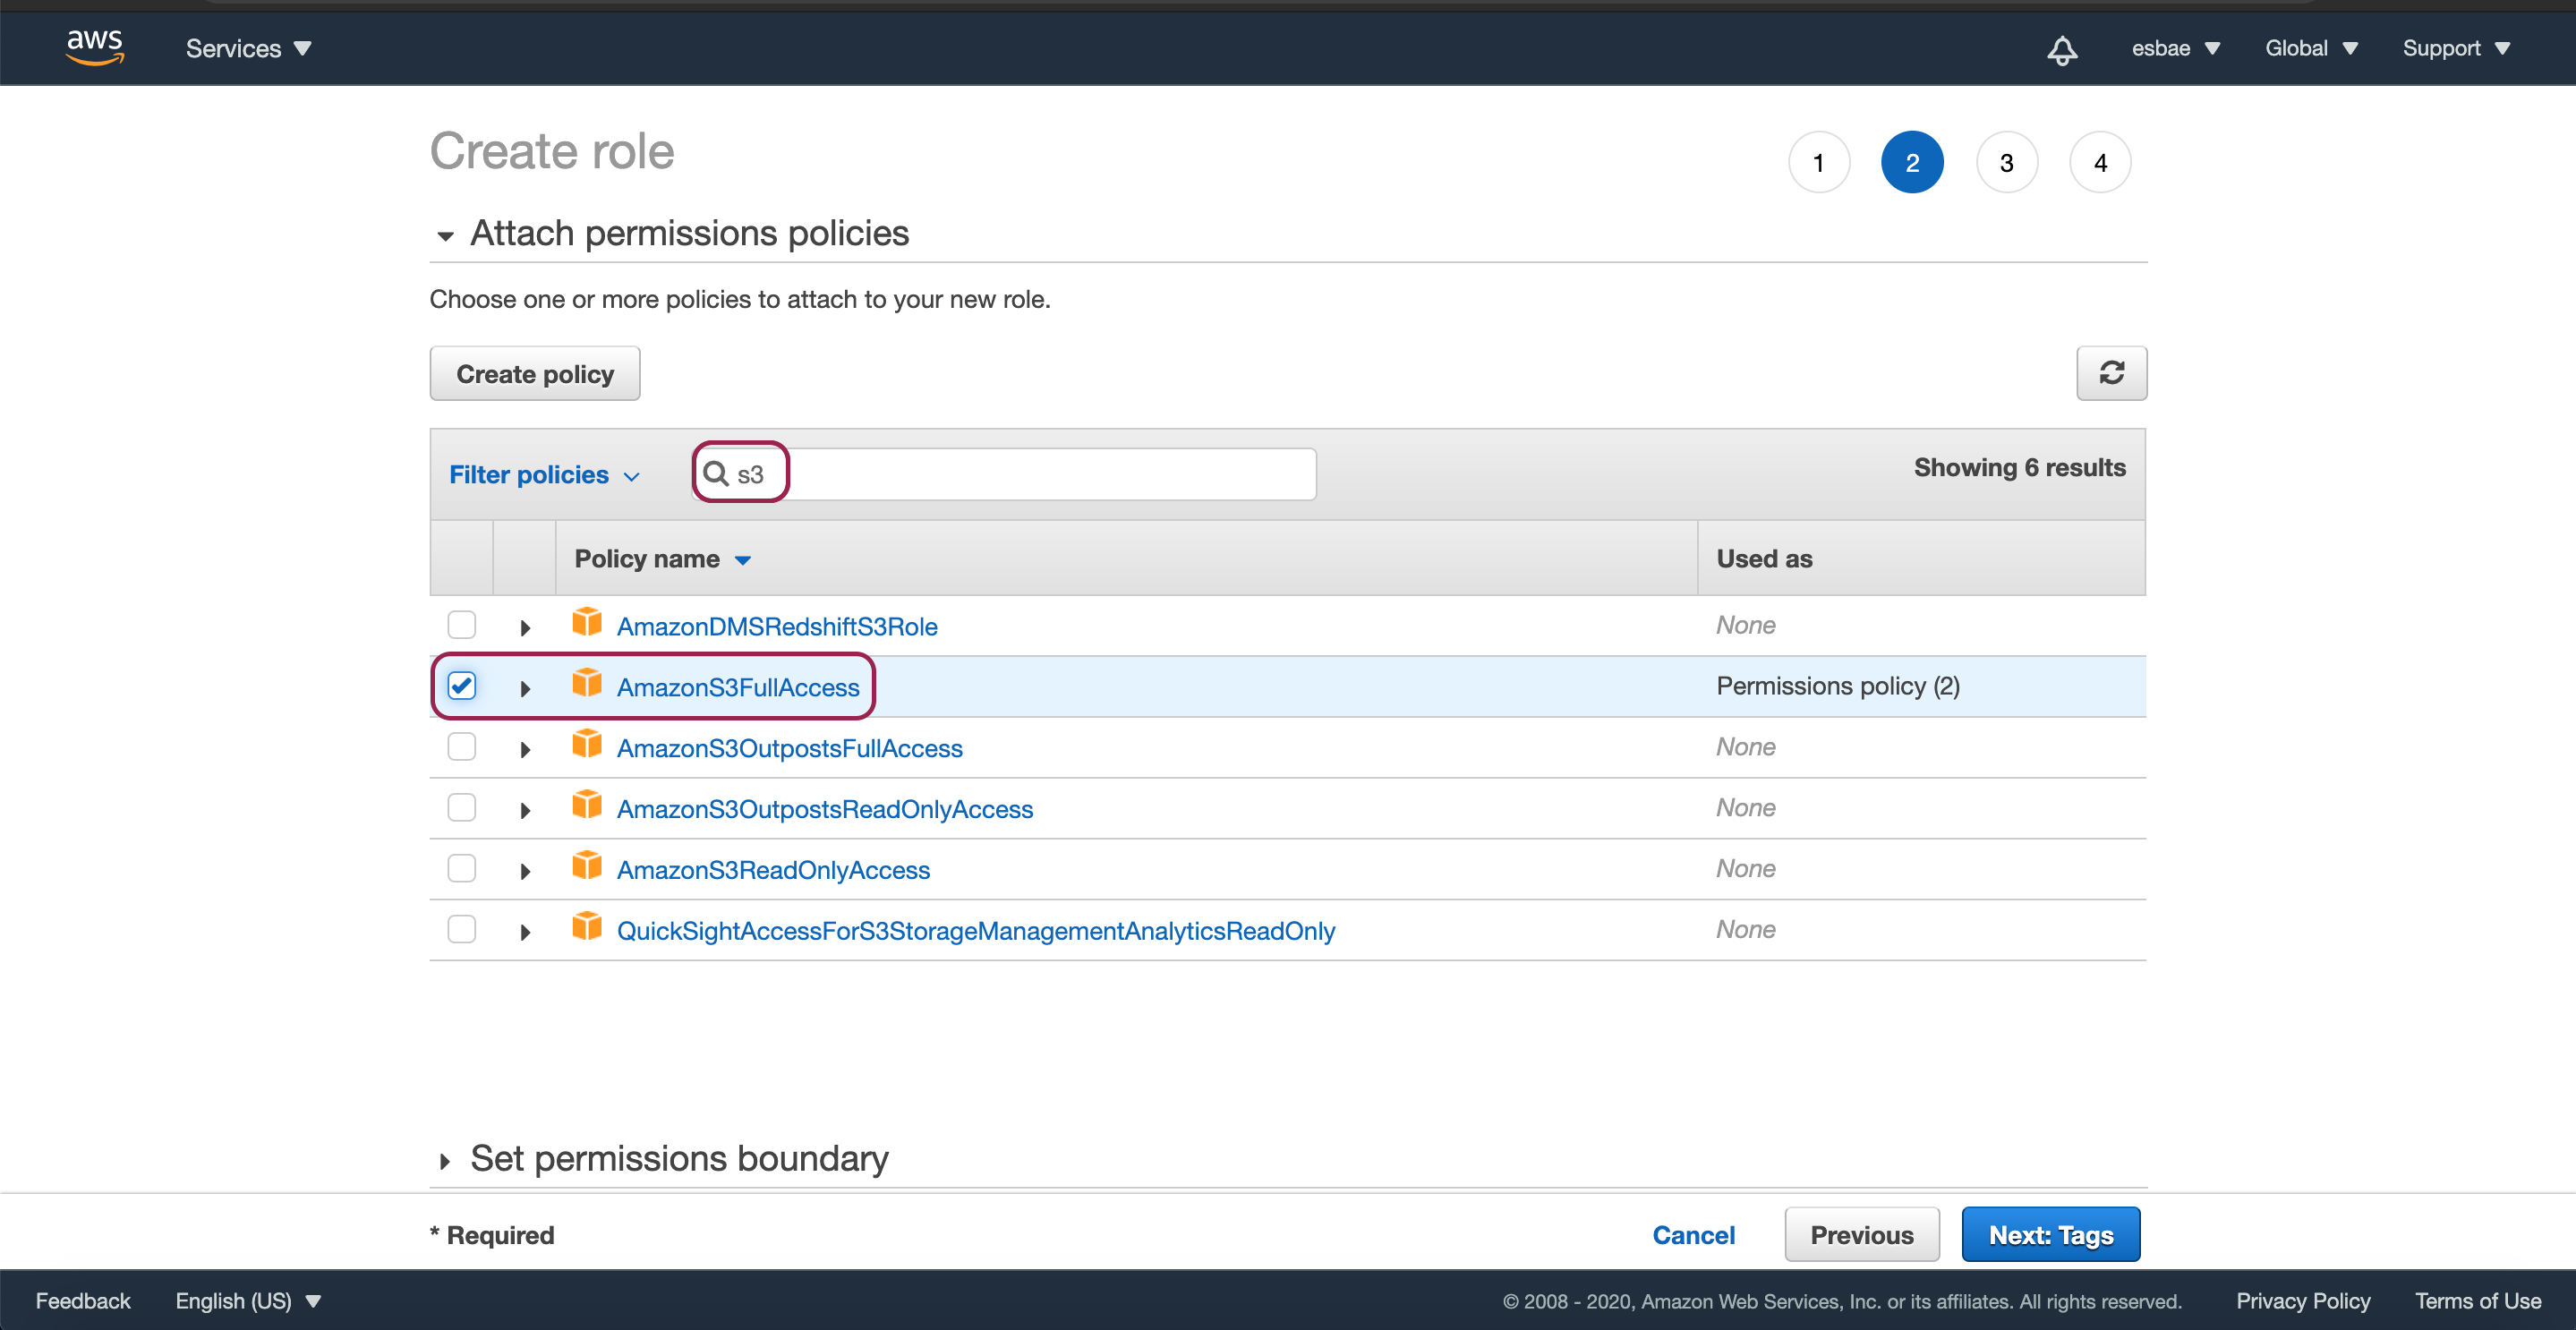 aws Services esbae Global Support
Create role 1 2 3 4
Attach permissions policies
Choose one or more policies to attach to your new role.
Create policy
Filter policies s3 Showing 6 results
Policy name Used as
AmazonDMSRedshiftS3Role None
AmazonS3FullAccess Permissions policy (2)
AmazonS3OutpostsFullAccess None
AmazonS3OutpostsReadOnlyAccess None
AmazonS3ReadOnlyAccess None
QuickSightAccessForS3StorageManagementAnalyticsReadOnly None
Set permissions boundary
* Required Cancel Previous Next: Tags
Feedback English (US) © 2008 - 2020, Amazon Web Services, Inc. or its affiliates. All rights reserved. Privacy Policy Terms of Use